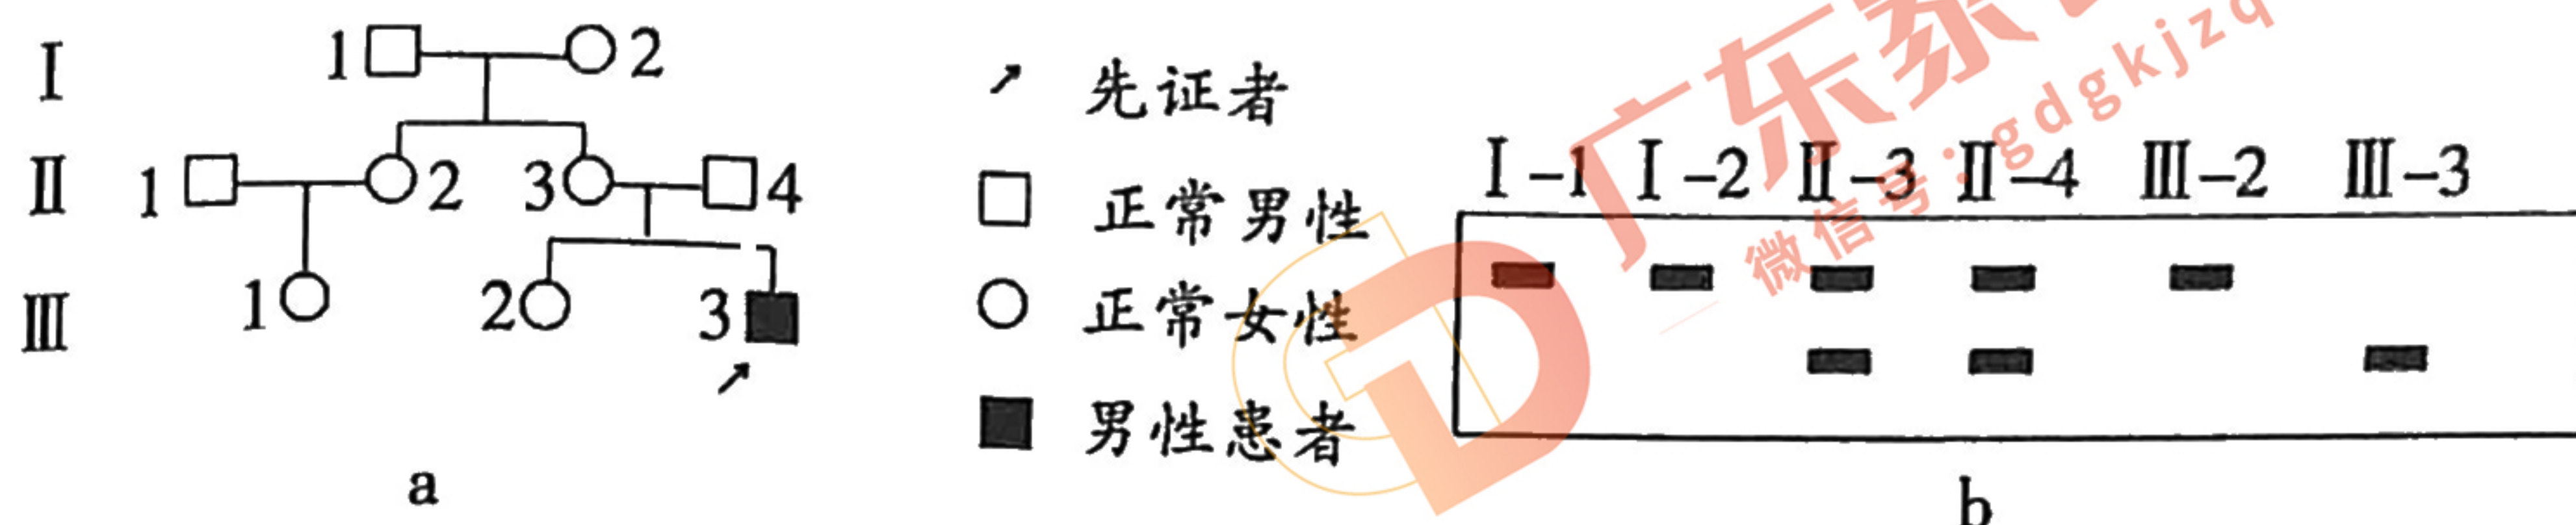 Ⅰ 1 2
Ⅱ 1 2 3 4
Ⅲ 1 2 3
a
先证者
正常男性
正常女性
男性患者
Ⅰ-1 Ⅰ-2 Ⅱ-3 Ⅱ-4 Ⅲ-2 Ⅲ-3
b
广东
微信号:gdgkjzq